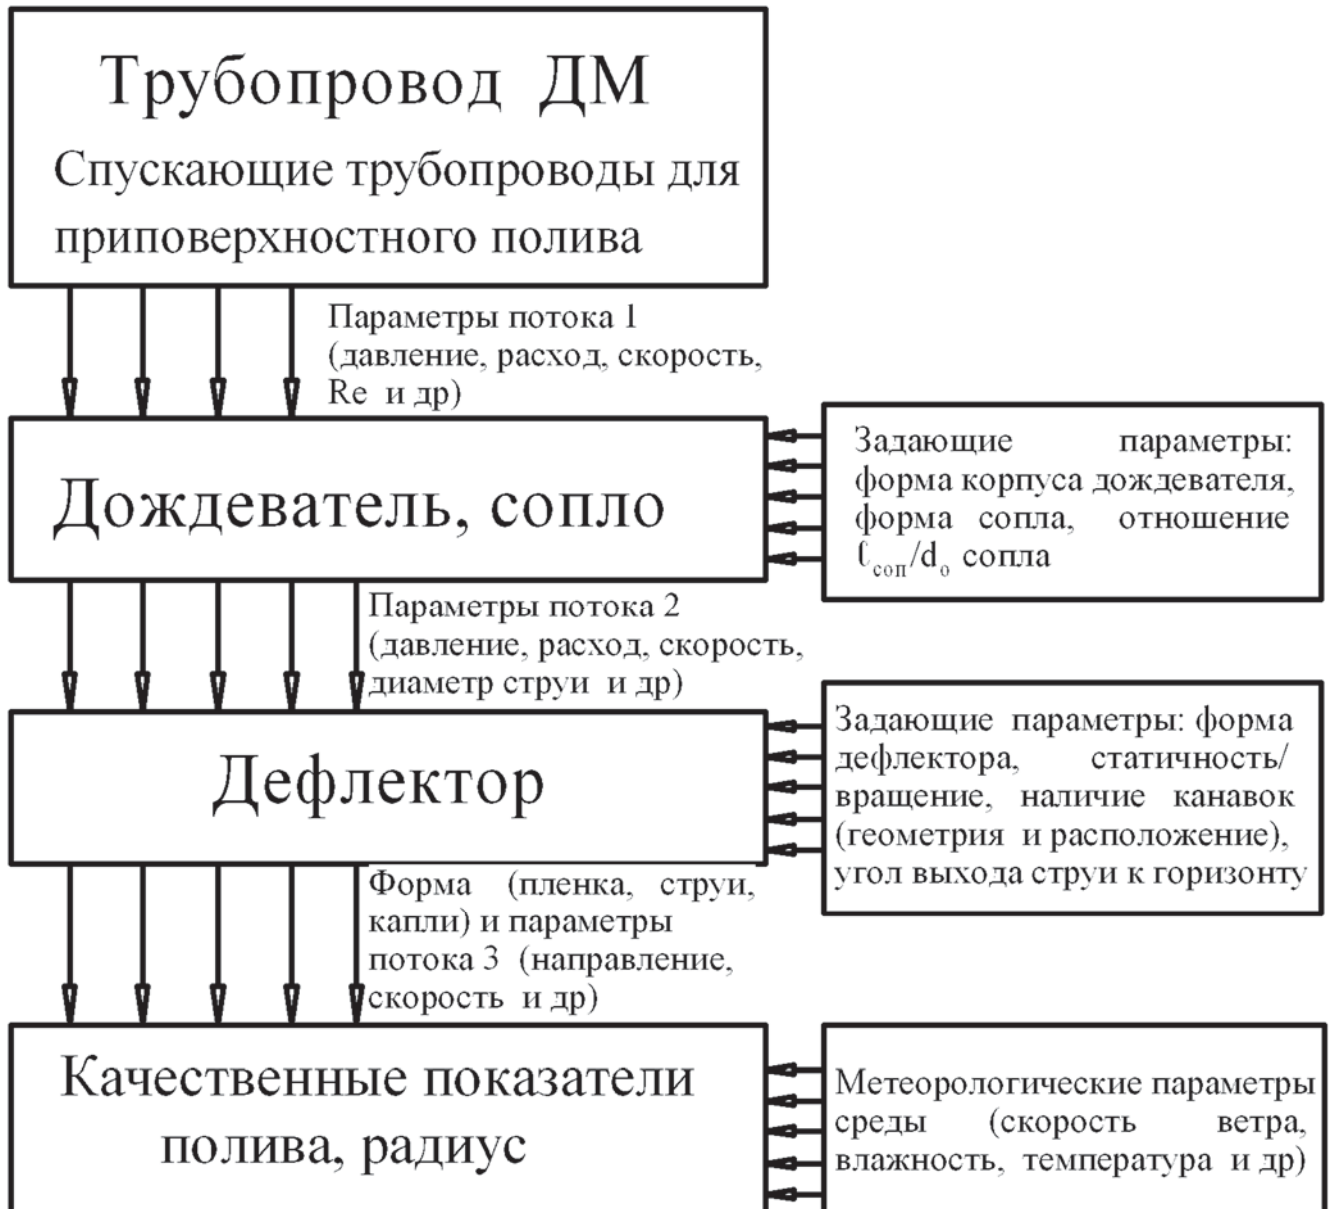 Трубопровод ДМ
Спускающие трубопроводы для
приповерхностного полива
Параметры потока 1
(давление, расход, скорость,
Re и др)
Дождеватель, сопло
Задающие параметры:
форма корпуса дождевателя,
форма сопла, отношение
ℓсоп/dо сопла
Параметры потока 2
(давление, расход, скорость,
диаметр струи и др)
Дефлектор
Задающие параметры: форма
дефлектора, статичность/
вращение, наличие канавок
(геометрия и расположение),
угол выхода струи к горизонту
Форма (пленка, струи,
капли) и параметры
потока 3 (направление,
скорость и др)
Качественные показатели
полива, радиус
Метеорологические параметры
среды (скорость ветра,
влажность, температура и др)